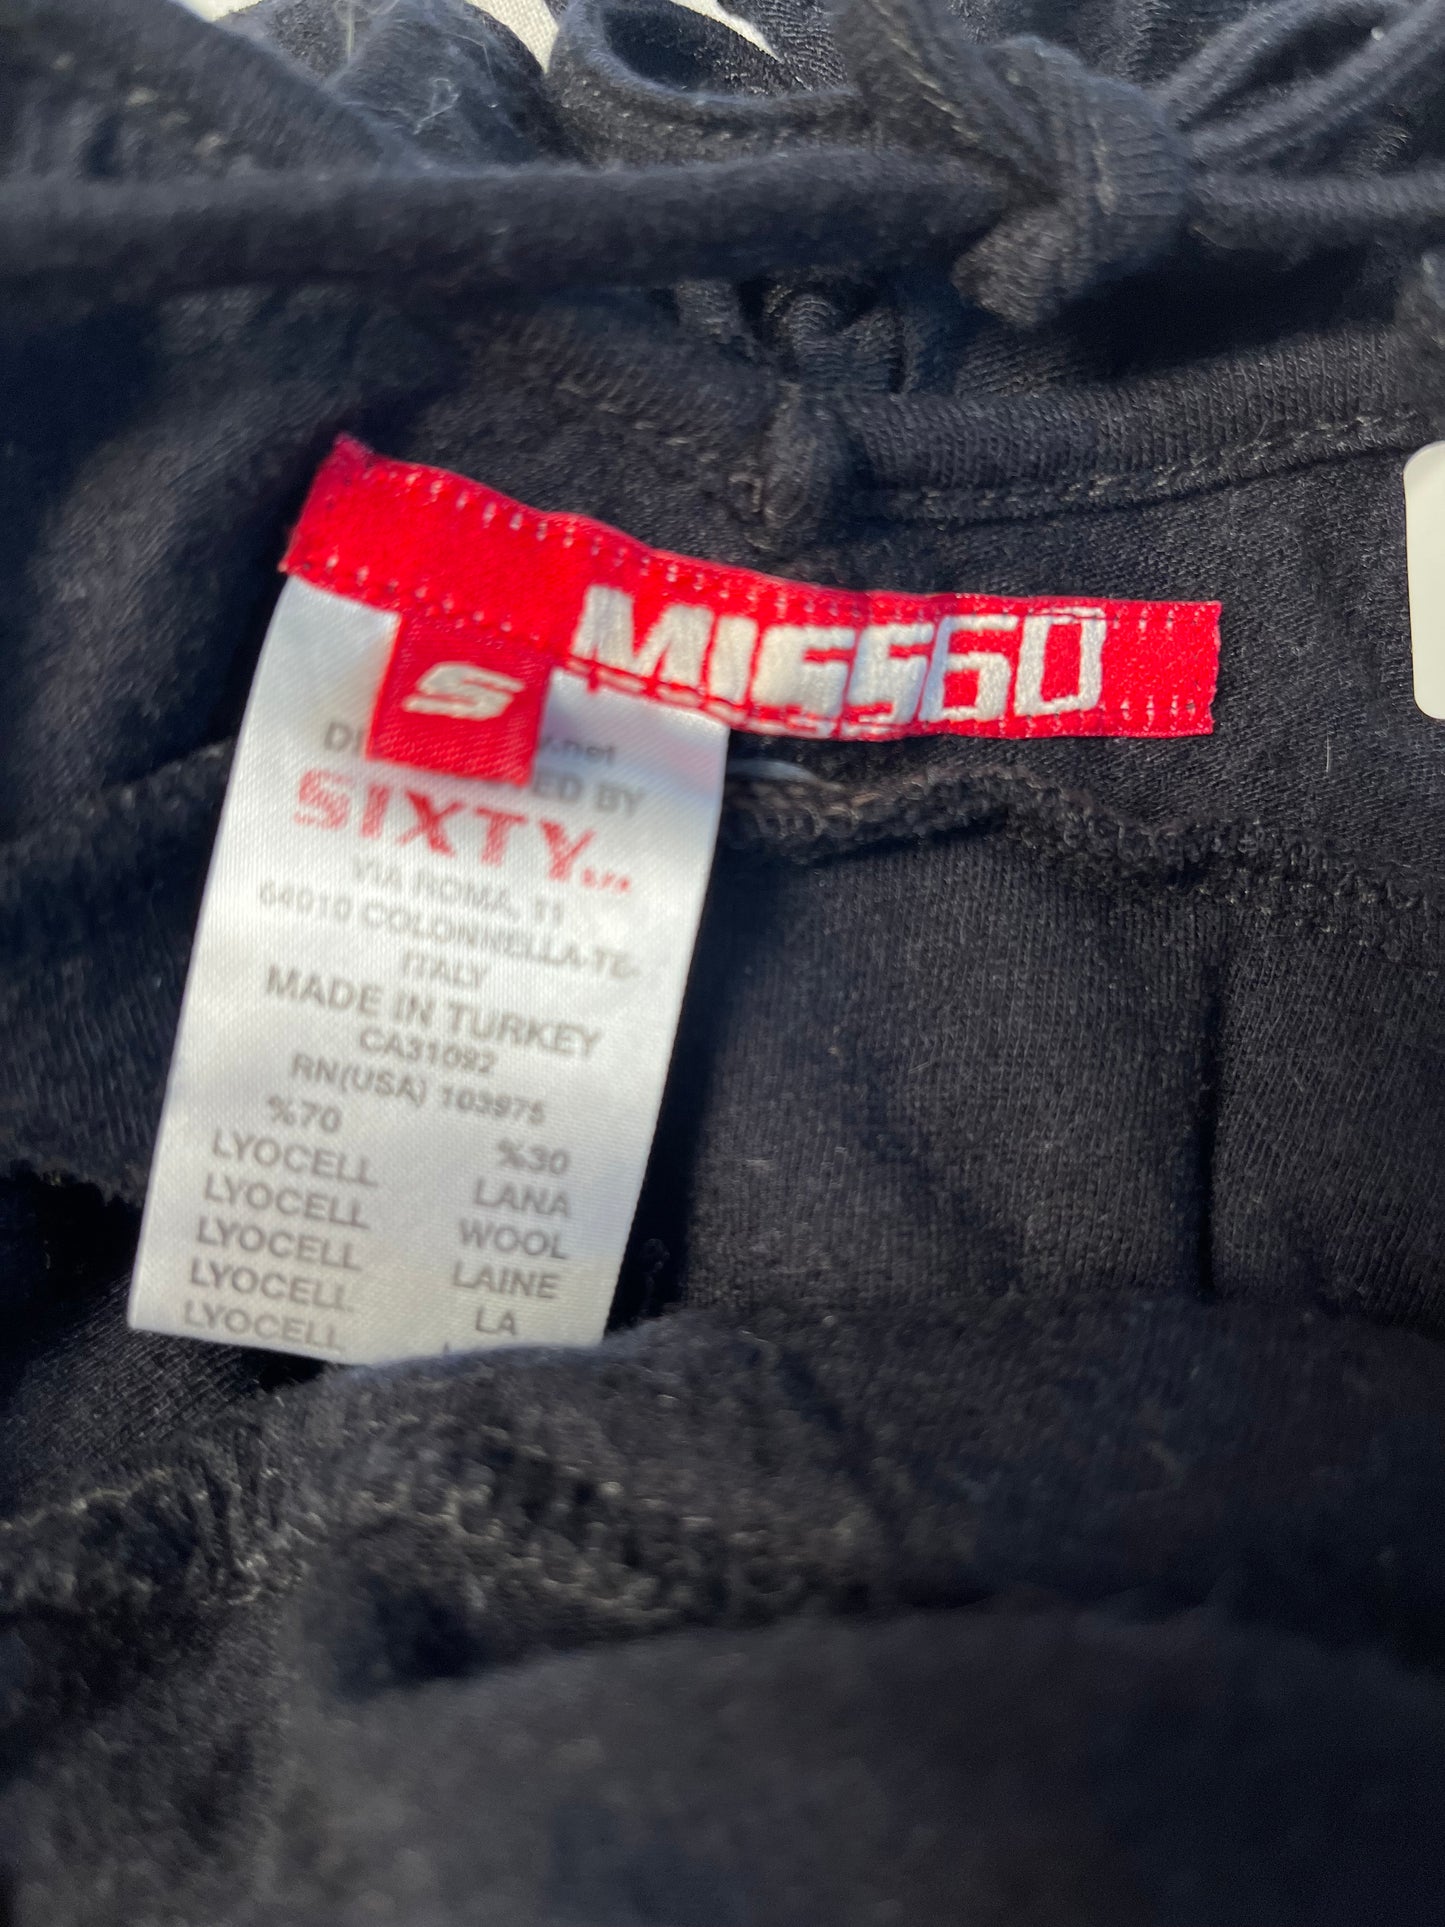 MISS60
S
SIXTY
VIA ROMA, 11
64010 COLONNELLA-TE-
ITALY
MADE IN TURKEY
CA31092
RN(USA) 103975
%70 %30
LYOCELL LANA
LYOCELL WOOL
LYOCELL LAINE
LYOCELL LA
LYOCELL